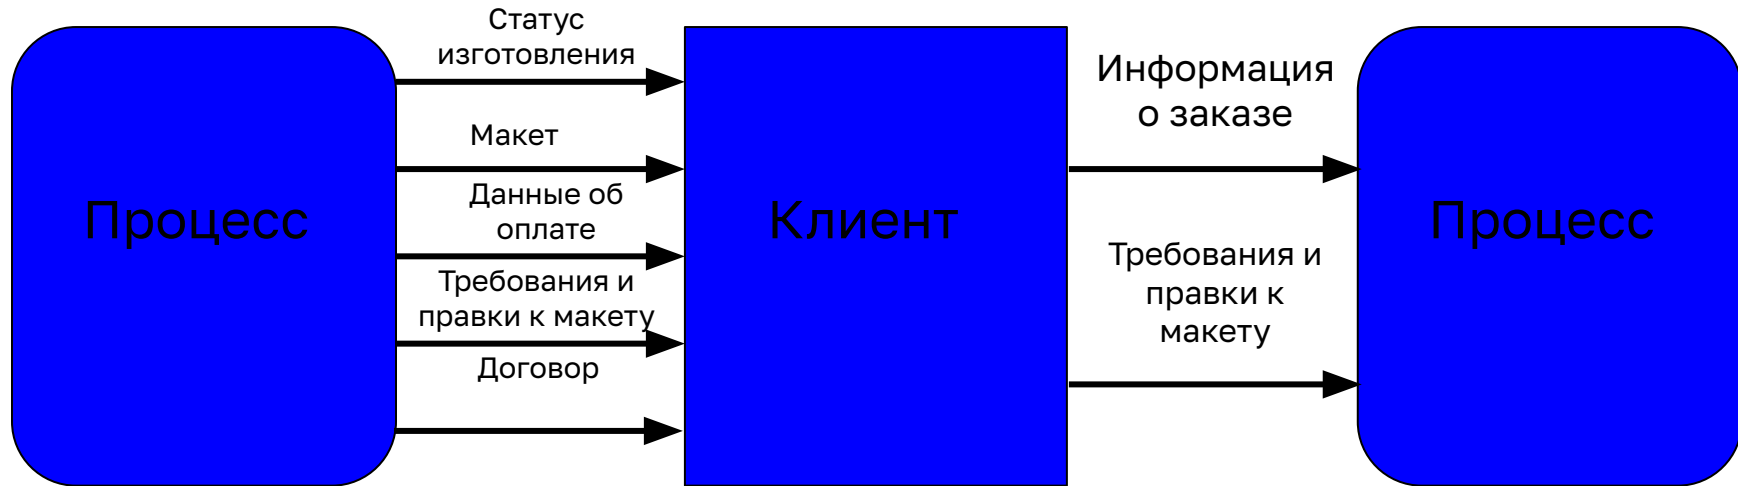 Процесс
Статус
изготовления
Макет
Данные об
оплате
Требования и
правки к макету
Договор
Клиент
Информация
о заказе
Требования и
правки к
макету
Процесс